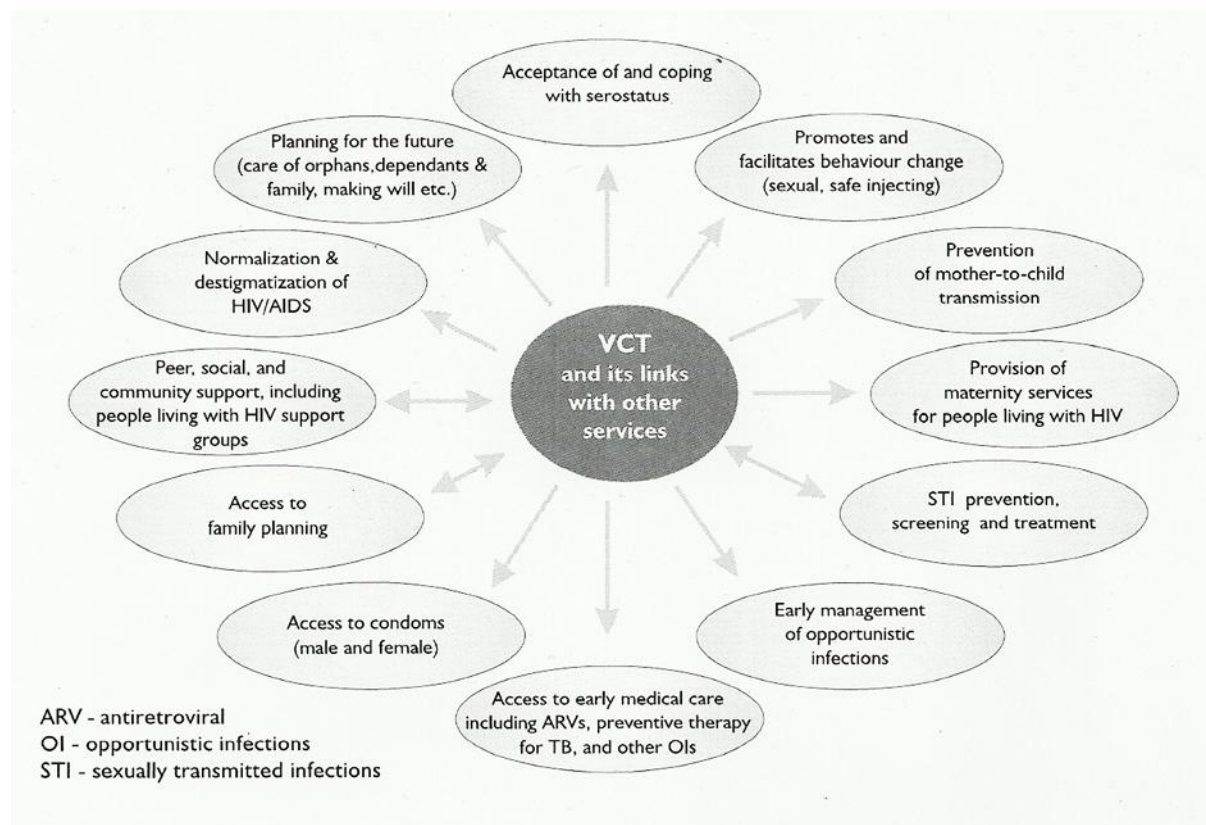 Acceptance of and coping
with serostatus
Promotes and
facilitates behaviour change
(sexual, safe injecting)
Prevention
of mother-to-child
transmission
Provision of
maternity services
for people living with HIV
STI prevention,
screening and treatment
Early management
of opportunistic
infections
Access to early medical care
including ARVs, preventive therapy
for TB, and other OIs
Access to condoms
(male and female)
Access to
family planning
Peer, social, and
community support, including
people living with HIV support
groups
Normalization &
destigmatization of
HIV/AIDS
Planning for the future
(care of orphans,dependants &
family, making will etc.)
VCT
and its links
with other
services
ARV - antiretroviral
OI - opportunistic infections
STI - sexually transmitted infections